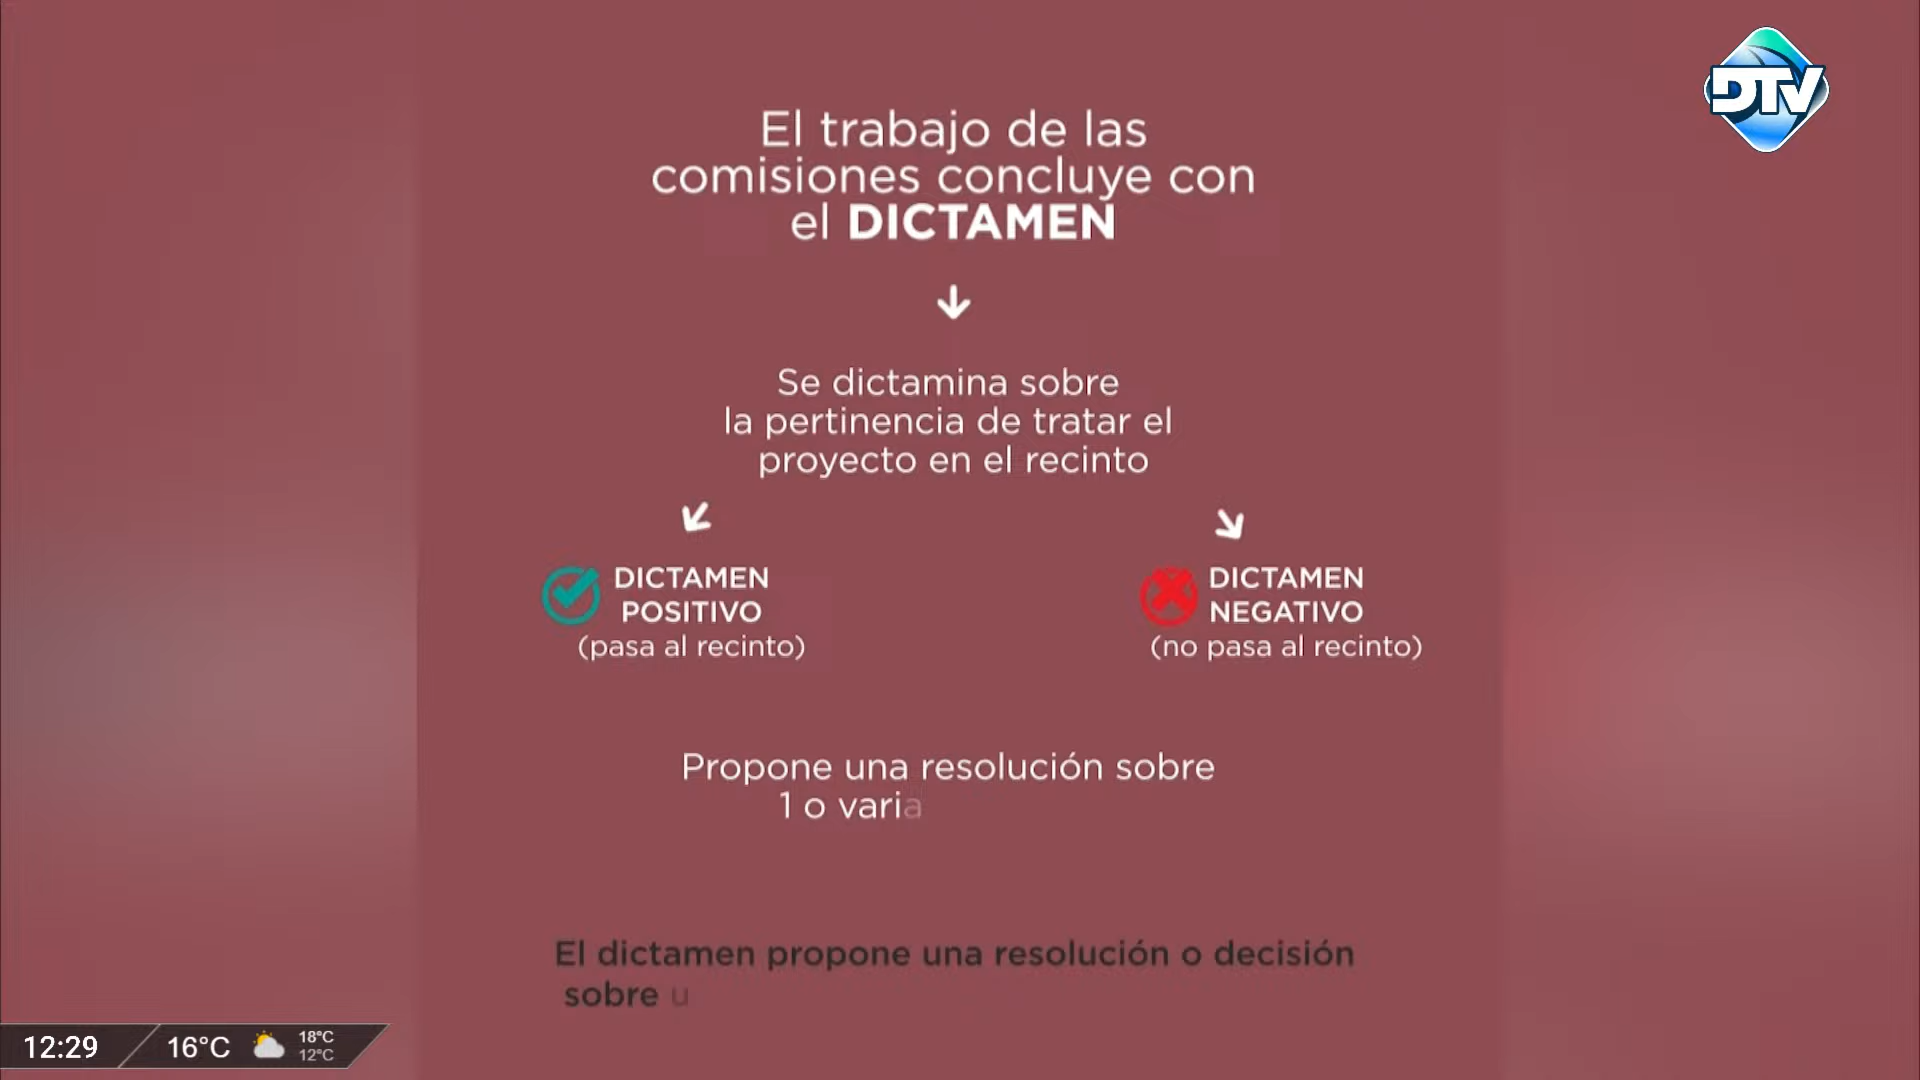 DTV
El trabajo de las
comisiones concluye con
el DICTAMEN
Se dictamina sobre
la pertinencia de tratar el
proyecto en el recinto
DICTAMEN
POSITIVO
(pasa al recinto)
DICTAMEN
NEGATIVO
(no pasa al recinto)
Propone una resolución sobre
1 o varia
El dictamen propone una resolución o decisión
sobre u
12:29
16°C
18°C
12°C